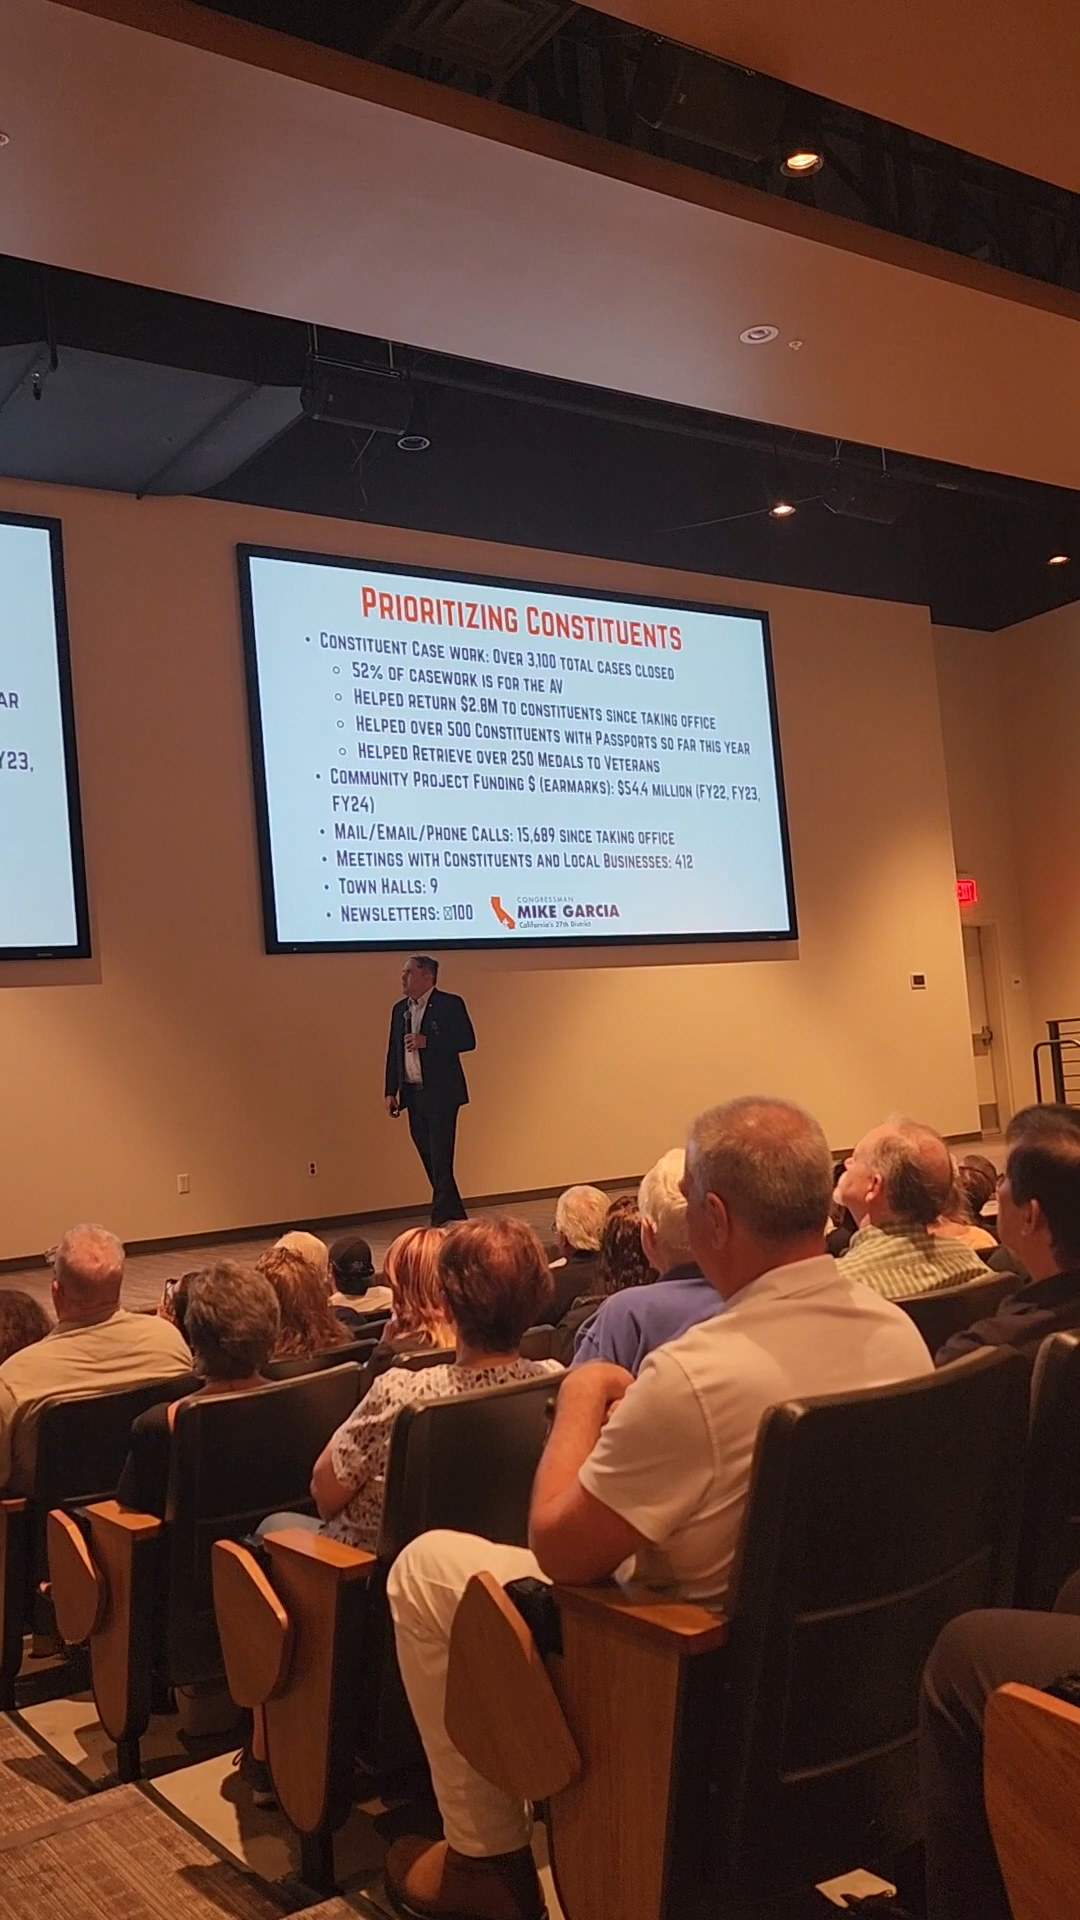 AR
Y23,
PRIORITIZING CONSTITUENTS
• CONSTITUENT CASE WORK: OVER 3,100 TOTAL CASES CLOSED
○ 52% OF CASEWORK IS FOR THE AV
○ HELPED RETURN $2.8M TO CONSTITUENTS SINCE TAKING OFFICE
○ HELPED OVER 500 CONSTITUENTS WITH PASSPORTS SO FAR THIS YEAR
○ HELPED RETRIEVE OVER 250 MEDALS TO VETERANS
• COMMUNITY PROJECT FUNDING $ (EARMARKS): $54.4 MILLION (FY22, FY23,
FY24)
• MAIL/EMAIL/PHONE CALLS: 15,689 SINCE TAKING OFFICE
• MEETINGS WITH CONSTITUENTS AND LOCAL BUSINESSES: 412
• TOWN HALLS: 9
• NEWSLETTERS: 100
CONGRESSMAN
MIKE GARCIA
California's 27th District
EXIT